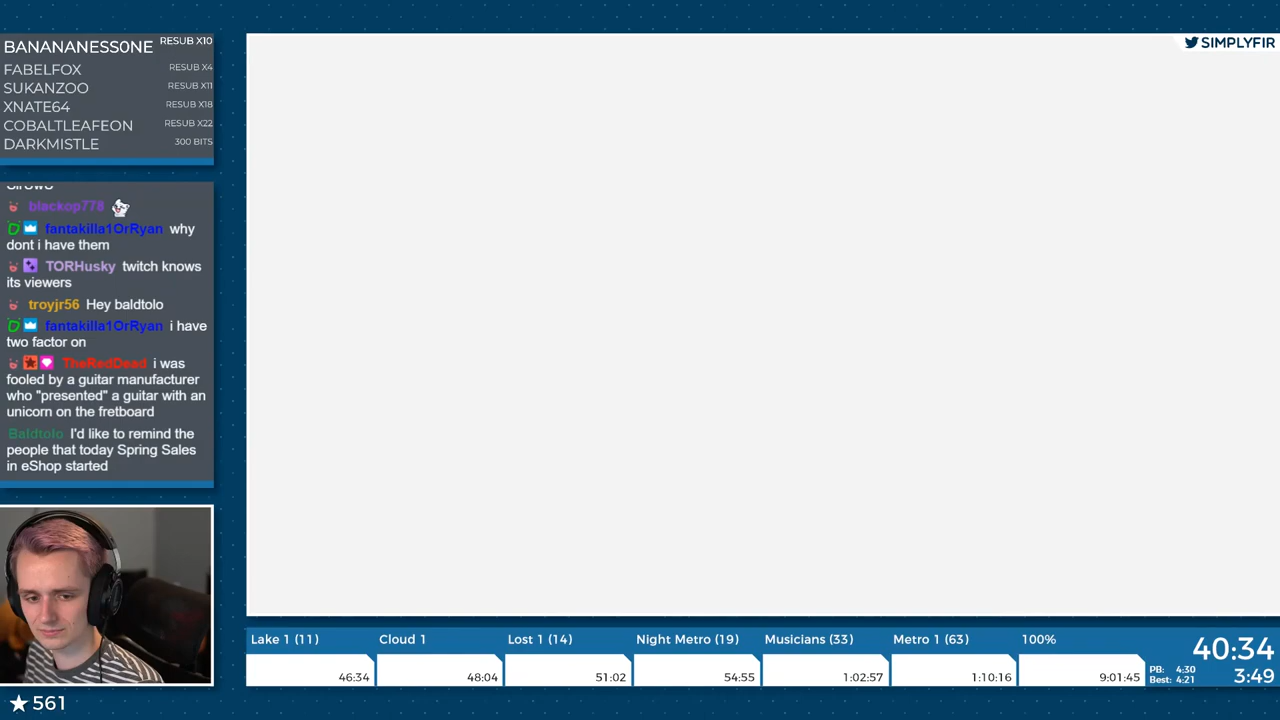 BANANANESS0NE RESUB X10
FABELFOX RESUB X4
SUKANZOO RESUB X11
XNATE64 RESUB X18
COBALTLEAFEON RESUB X22
DARKMISTLE 300 BITS
blackop778
fantakilla1OrRyan why
dont i have them
TORHusky twitch knows
its viewers
troyjr56 Hey baldtolo
fantakilla1OrRyan i have
two factor on
TheRedDead i was
fooled by a guitar manufacturer
who "presented" a guitar with an
unicorn on the fretboard
Baldtolo I'd like to remind the
people that today Spring Sales
in eShop started
★ 561
SIMPLYFIR
Lake 1 (11) Cloud 1 Lost 1 (14) Night Metro (19) Musicians (33) Metro 1 (63) 100%
46:34 48:04 51:02 54:55 1:02:57 1:10:16 9:01:45
40:34
PB: 4:30
Best: 4:21
3:49